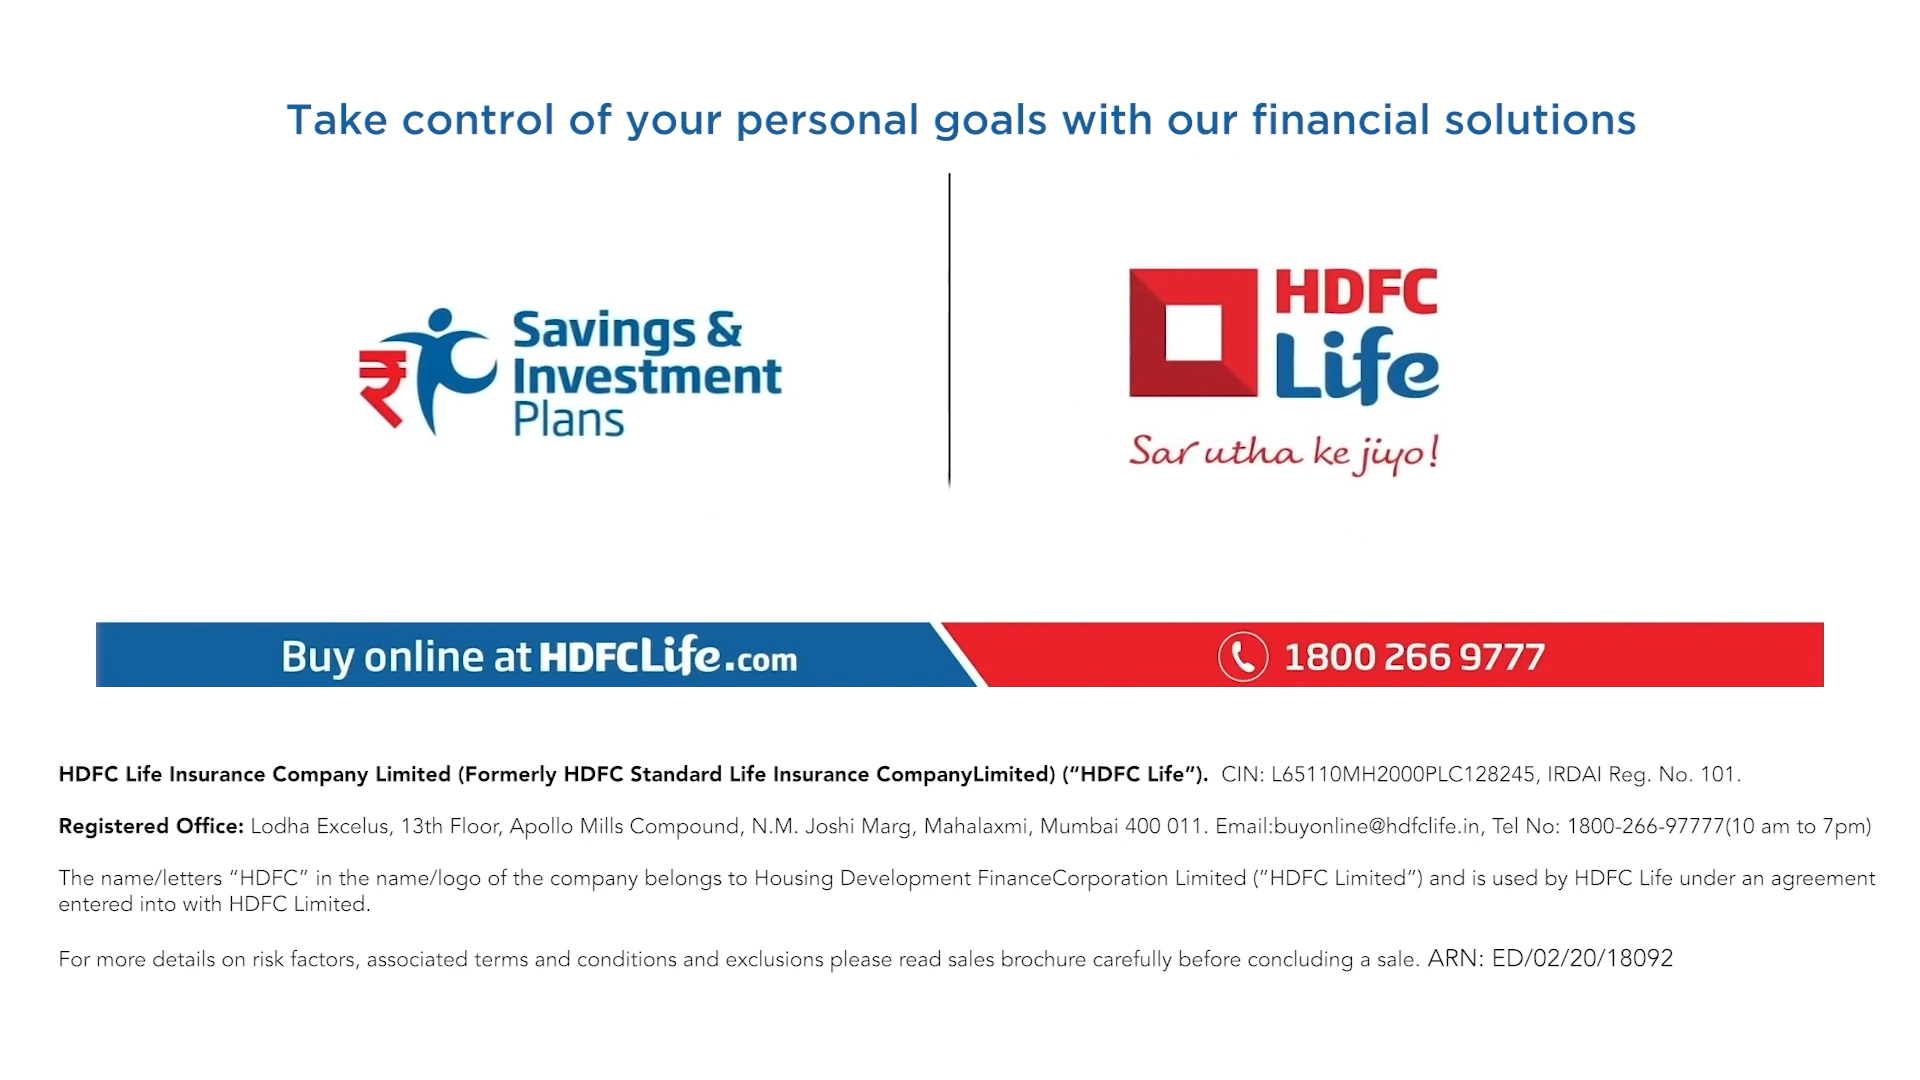 Take control of your personal goals with our financial solutions
₹
Savings &
Investment
Plans
HDFC
Life
Sar utha ke jiyo!
Buy online at HDFCLife.com
1800 266 9777
HDFC Life Insurance Company Limited (Formerly HDFC Standard Life Insurance CompanyLimited) (“HDFC Life”). CIN: L65110MH2000PLC128245, IRDAI Reg. No. 101.
Registered Office: Lodha Excelus, 13th Floor, Apollo Mills Compound, N.M. Joshi Marg, Mahalaxmi, Mumbai 400 011. Email:buyonline@hdfclife.in, Tel No: 1800-266-97777(10 am to 7pm)
The name/letters “HDFC” in the name/logo of the company belongs to Housing Development FinanceCorporation Limited (“HDFC Limited”) and is used by HDFC Life under an agreement
entered into with HDFC Limited.
For more details on risk factors, associated terms and conditions and exclusions please read sales brochure carefully before concluding a sale. ARN: ED/02/20/18092